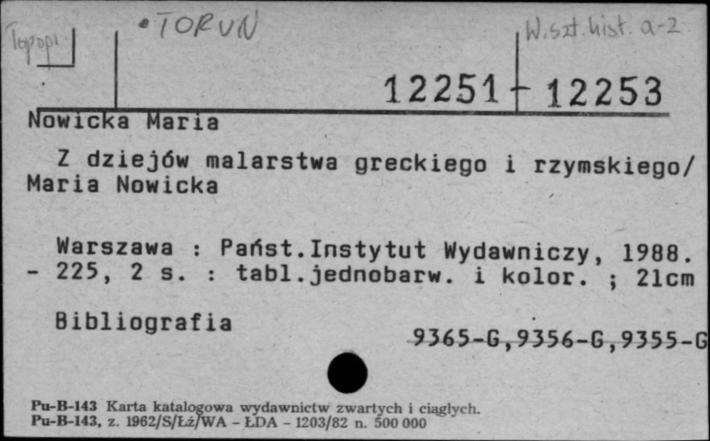 • TORUŃ
W. szt. hist. a-2
12251 - 12253
Nowicka Maria
Z dziejów malarstwa greckiego i rzymskiego/
Maria Nowicka
Warszawa : Państ.Instytut Wydawniczy, 1988.
- 225, 2 s. : tabl.jednobarw. i kolor. ; 21cm
Bibliografia
9365-G,9356-G,9355-G
Pu-B-143 Karta katalogowa wydawnictw zwartych i ciągłych.
Pu-B-143, z. 1962/S/Łź/WA - ŁDA - 1203/82 n. 500 000